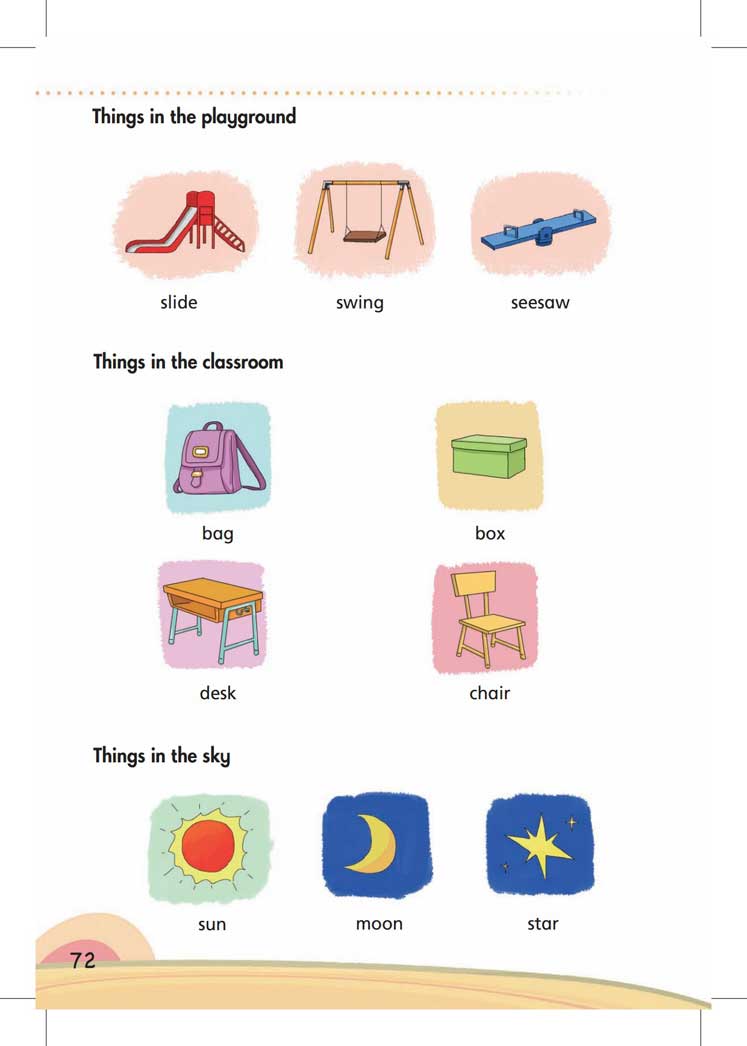 Things in the playground
slide swing seesaw
Things in the classroom
bag box
desk chair
Things in the sky
sun moon star
72